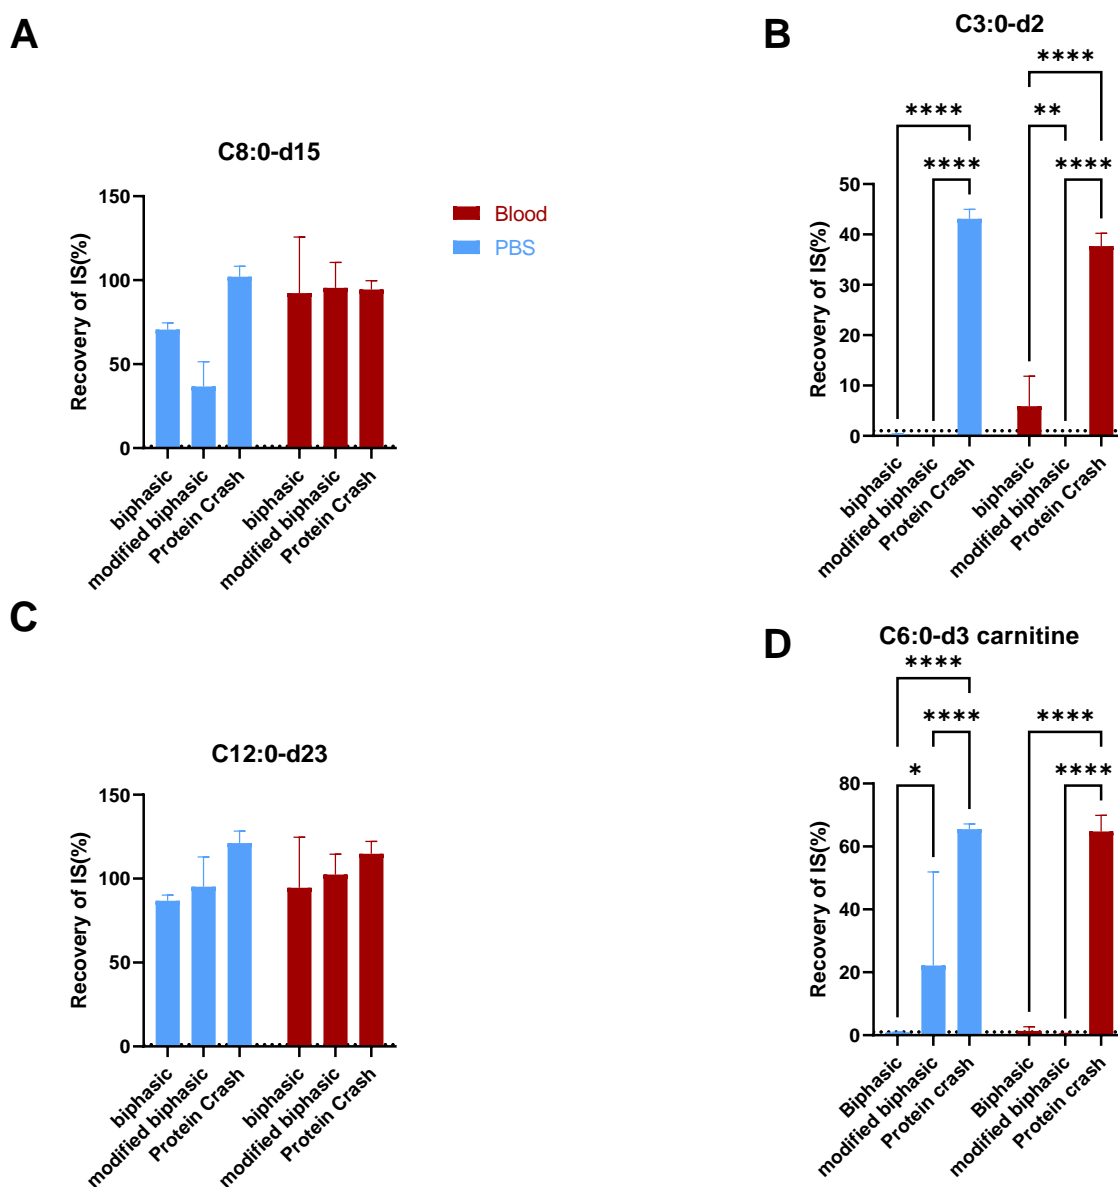 A
C8:0-d15
Recovery of IS(%)
150
100
50
0
biphasic
modified biphasic
Protein Crash
biphasic
modified biphasic
Protein Crash
Blood
PBS
B
C3:0-d2
****
****
**
****
****
Recovery of IS(%)
50
40
30
20
10
0
biphasic
modified biphasic
Protein Crash
biphasic
modified biphasic
Protein Crash
C
C12:0-d23
Recovery of IS(%)
150
100
50
0
biphasic
modified biphasic
Protein Crash
biphasic
modified biphasic
Protein Crash
D
C6:0-d3 carnitine
****
****
****
*
****
Recovery of IS(%)
80
60
40
20
0
Biphasic
modified biphasic
Protein crash
Biphasic
modified biphasic
Protein crash